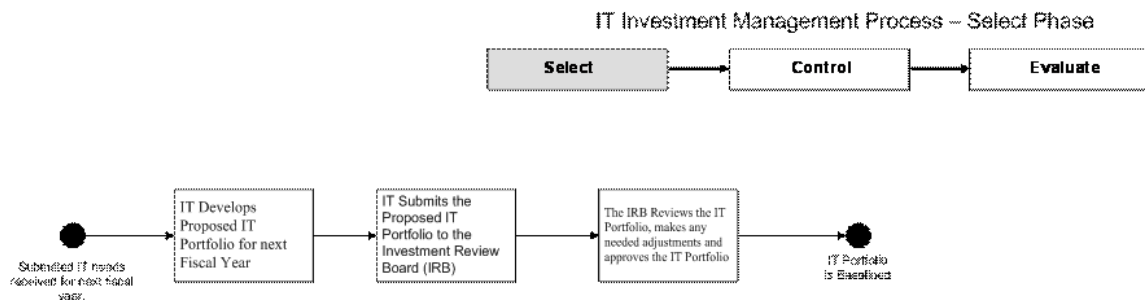 IT Investment Management Process – Select Phase
Select
Control
Evaluate
IT Develops
Proposed IT
Portfolio for next
Fiscal Year
IT Submits the
Proposed IT
Portfolio to the
Investment Review
Board (IRB)
The IRB Reviews the IT
Portfolio, makes any
needed adjustments and
approves the IT Portfolio
Submitted IT needs
received for next fiscal
year.
IT Portfolio
is Baselined